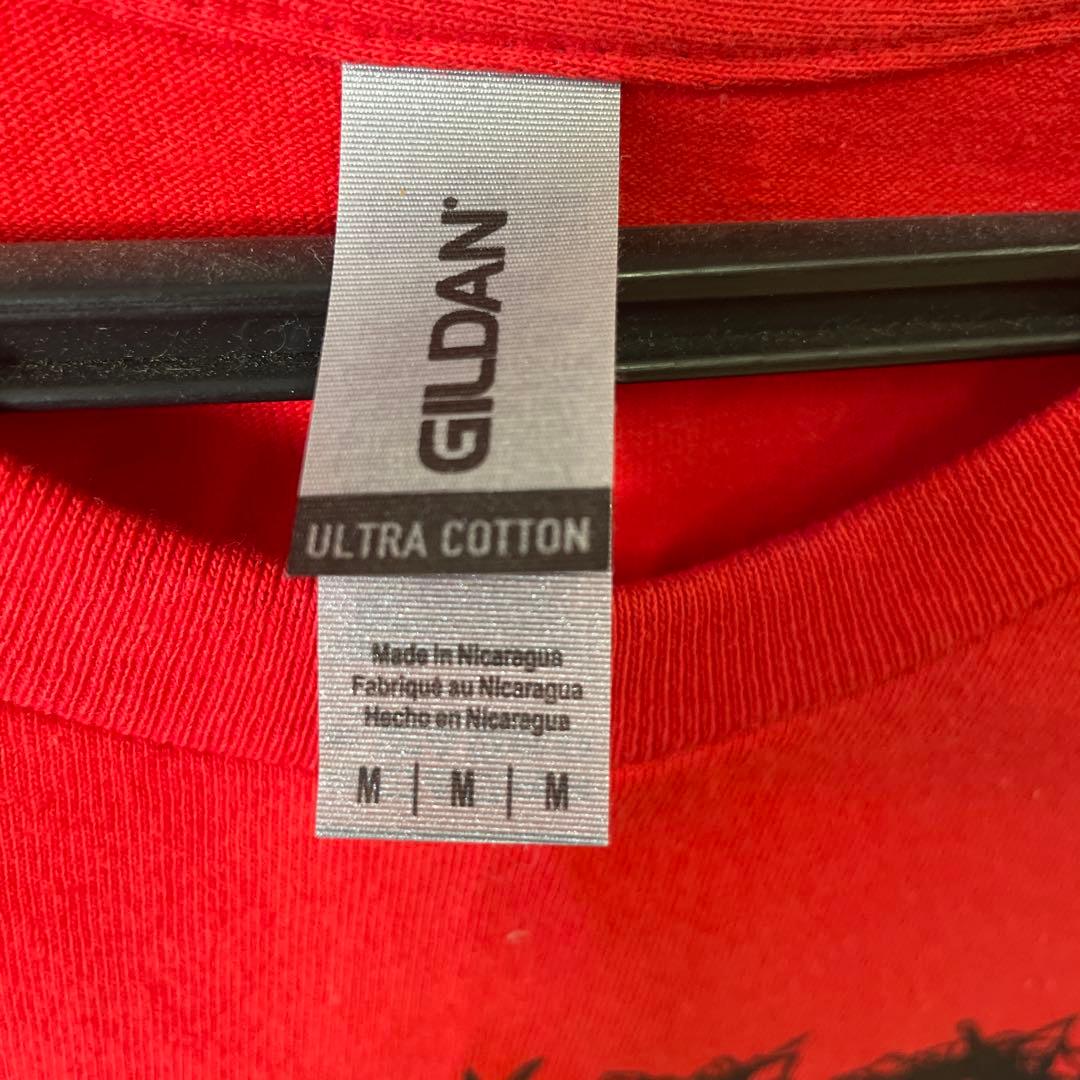 GILDAN®
ULTRA COTTON
Made in Nicaragua
Fabriqué au Nicaragua
Hecho en Nicaragua
M | M | M